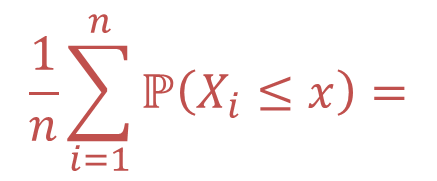 $\frac{1}{n}\sum_{i=1}^{n}\mathbb{P}(X_i \leq x) =$